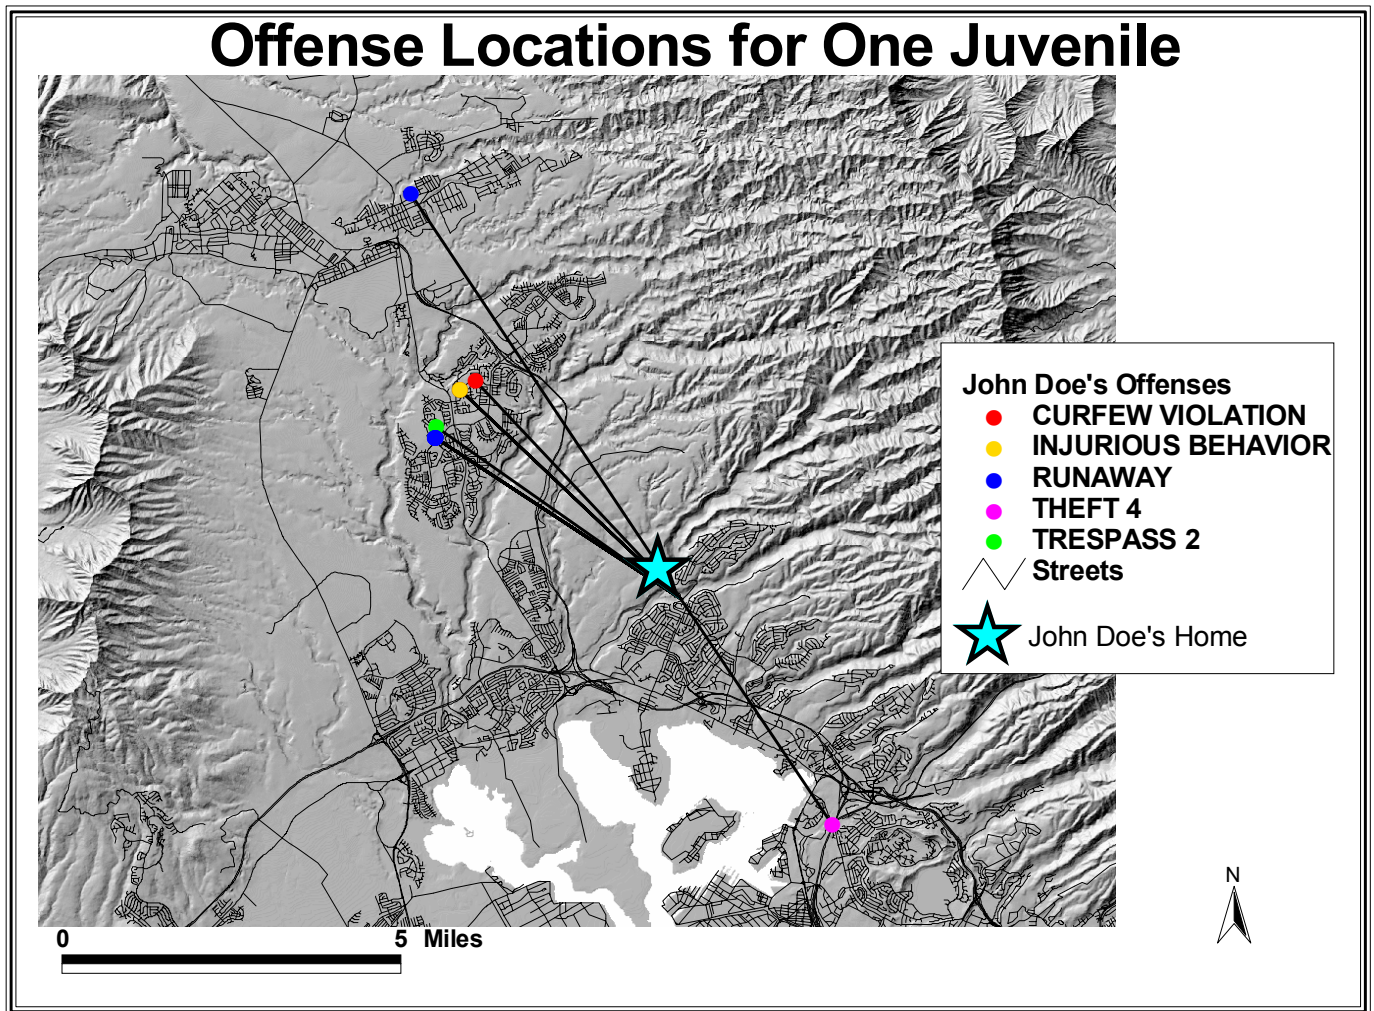 Offense Locations for One Juvenile
John Doe's Offenses
CURFEW VIOLATION
INJURIOUS BEHAVIOR
RUNAWAY
THEFT 4
TRESPASS 2
Streets
John Doe's Home
N
0 5 Miles